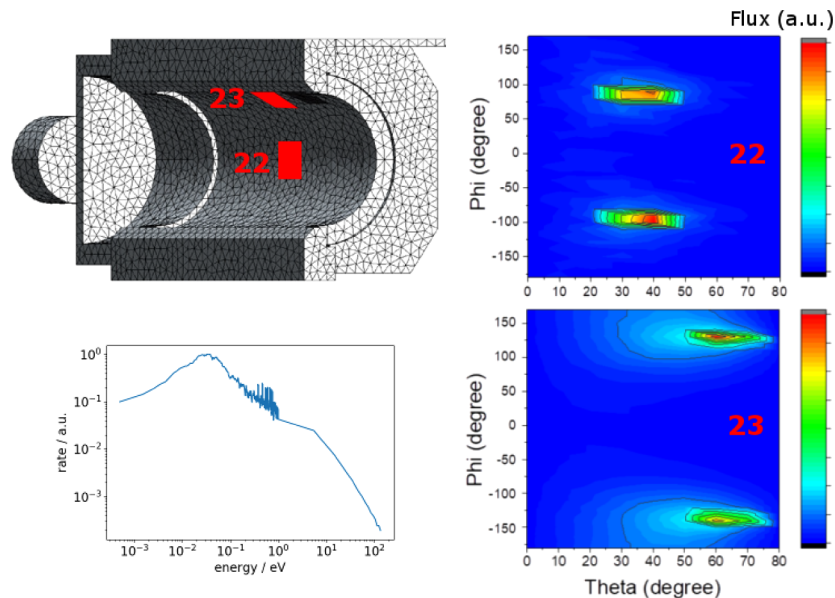 Flux (a.u.)
23
22
Phi (degree)
150
100
50
0
-50
-100
-150
22
0 10 20 30 40 50 60 70 80
rate / a.u.
10⁰
10⁻¹
10⁻²
10⁻³
10⁻³ 10⁻² 10⁻¹ 10⁰ 10¹ 10²
energy / eV
Phi (degree)
150
100
50
0
-50
-100
-150
23
0 10 20 30 40 50 60 70 80
Theta (degree)